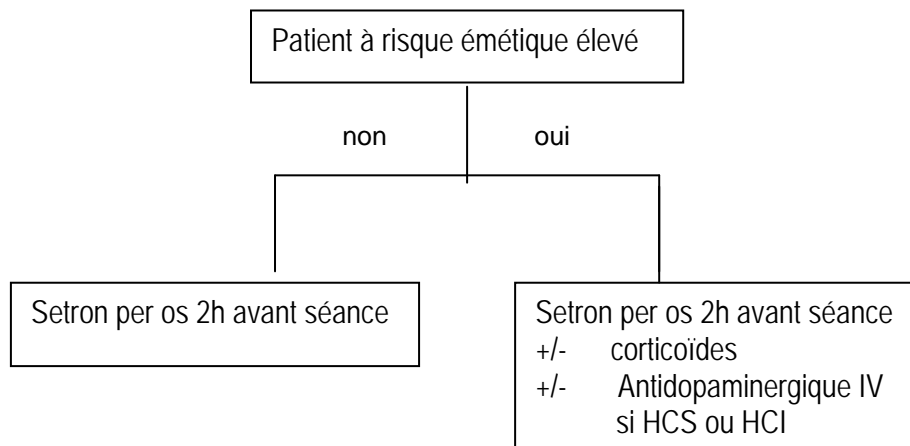 Patient à risque émétique élevé
non
oui
Setron per os 2h avant séance
Setron per os 2h avant séance
+/- corticoïdes
+/- Antidopaminergique IV
si HCS ou HCI